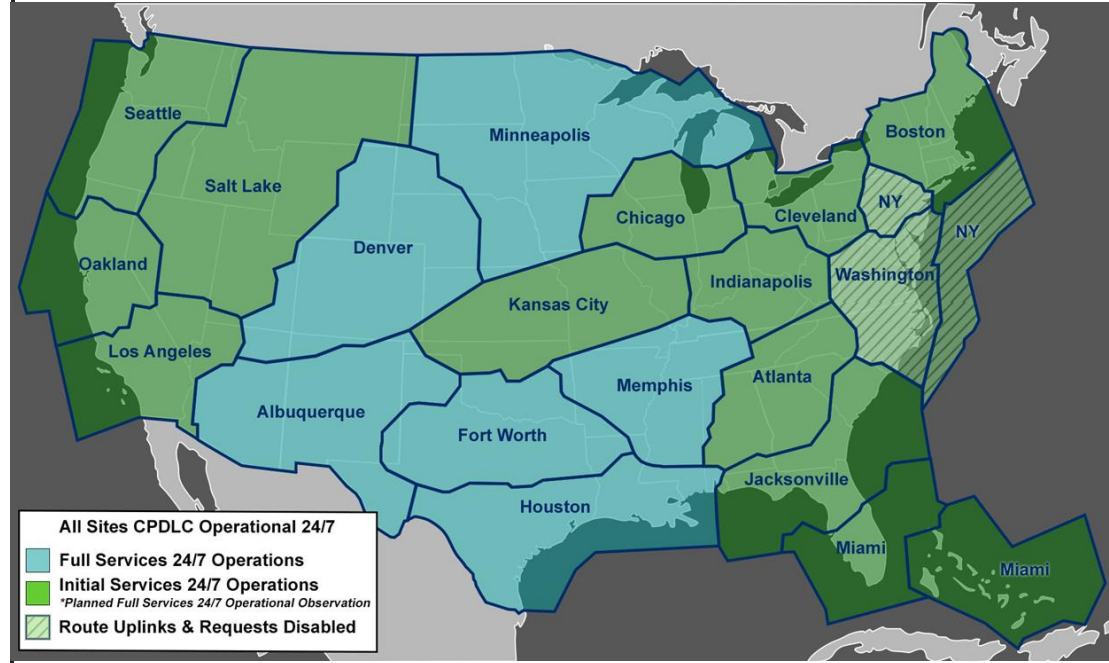 Seattle
Minneapolis
Boston
Salt Lake
NY
Chicago
Cleveland
NY
Denver
Oakland
Washington
Indianapolis
Kansas City
Los Angeles
Atlanta
Memphis
Albuquerque
Fort Worth
Jacksonville
Houston
Miami
Miami
All Sites CPDLC Operational 24/7
Full Services 24/7 Operations
Initial Services 24/7 Operations
*Planned Full Services 24/7 Operational Observation
Route Uplinks & Requests Disabled